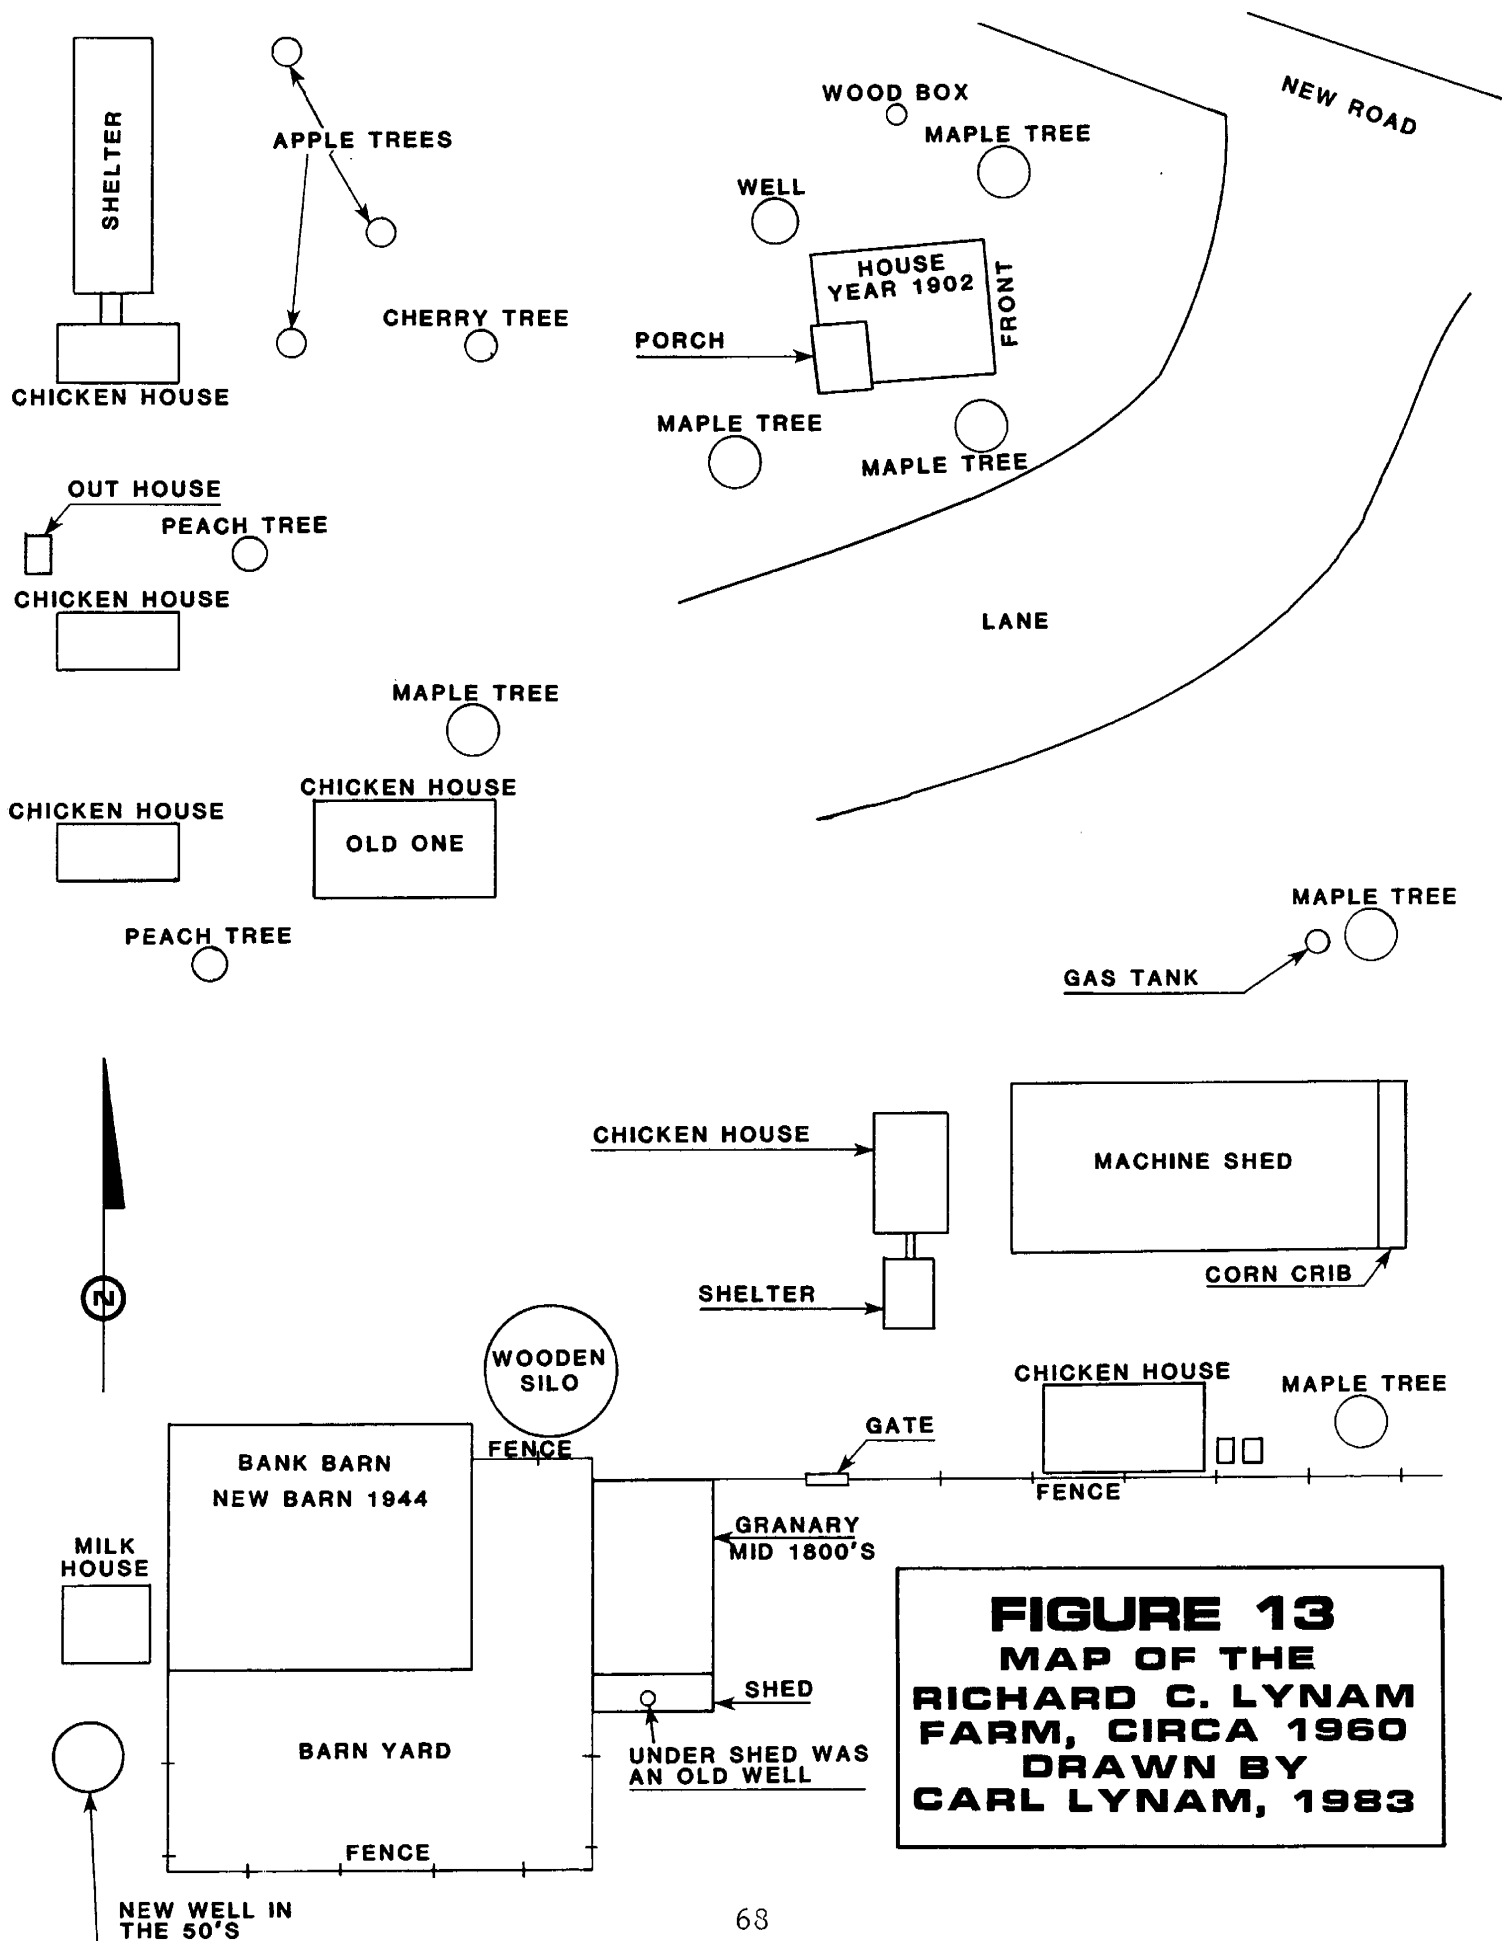 SHELTER
APPLE TREES
WOOD BOX
MAPLE TREE
NEW ROAD
WELL
HOUSE
YEAR 1902
FRONT
CHERRY TREE
PORCH
CHICKEN HOUSE
MAPLE TREE
MAPLE TREE
OUT HOUSE
PEACH TREE
CHICKEN HOUSE
LANE
MAPLE TREE
CHICKEN HOUSE
OLD ONE
CHICKEN HOUSE
PEACH TREE
MAPLE TREE
GAS TANK
CHICKEN HOUSE
MACHINE SHED
CORN CRIB
SHELTER
N
WOODEN
SILO
CHICKEN HOUSE
MAPLE TREE
GATE
FENCE
FENCE
BANK BARN
NEW BARN 1944
GRANARY
MID 1800'S
MILK
HOUSE
SHED
UNDER SHED WAS
AN OLD WELL
BARN YARD
FENCE
NEW WELL IN
THE 50'S
FIGURE 13
MAP OF THE
RICHARD C. LYNAM
FARM, CIRCA 1960
DRAWN BY
CARL LYNAM, 1983
68